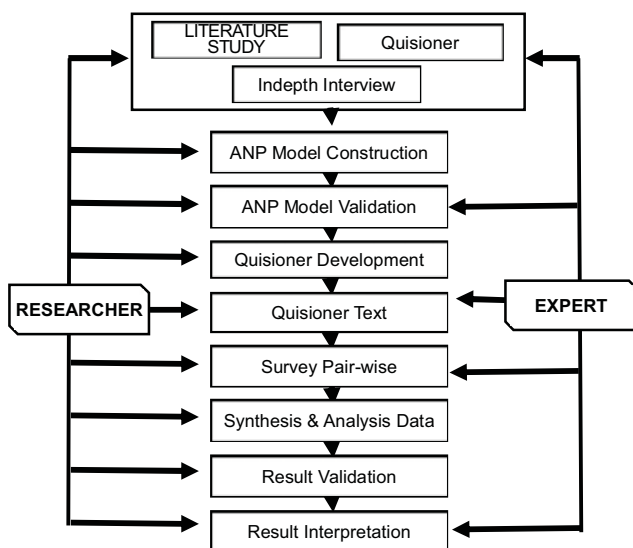 LITERATURE
STUDY
Quisioner
Indepth Interview
ANP Model Construction
ANP Model Validation
Quisioner Development
RESEARCHER
Quisioner Text
EXPERT
Survey Pair-wise
Synthesis & Analysis Data
Result Validation
Result Interpretation